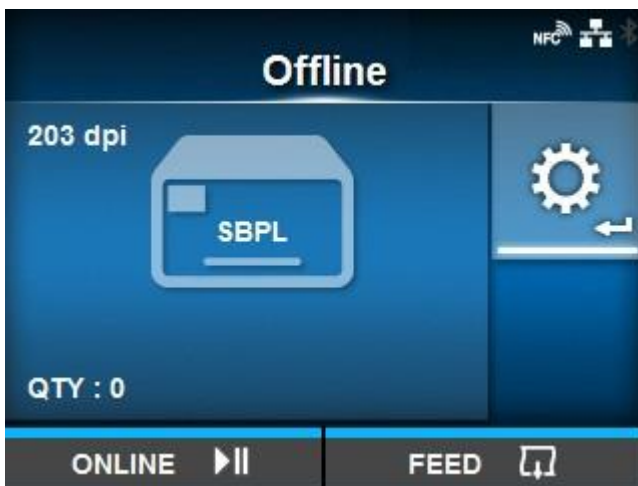 NFC
Offline
203 dpi
SBPL
QTY : 0
ONLINE
FEED